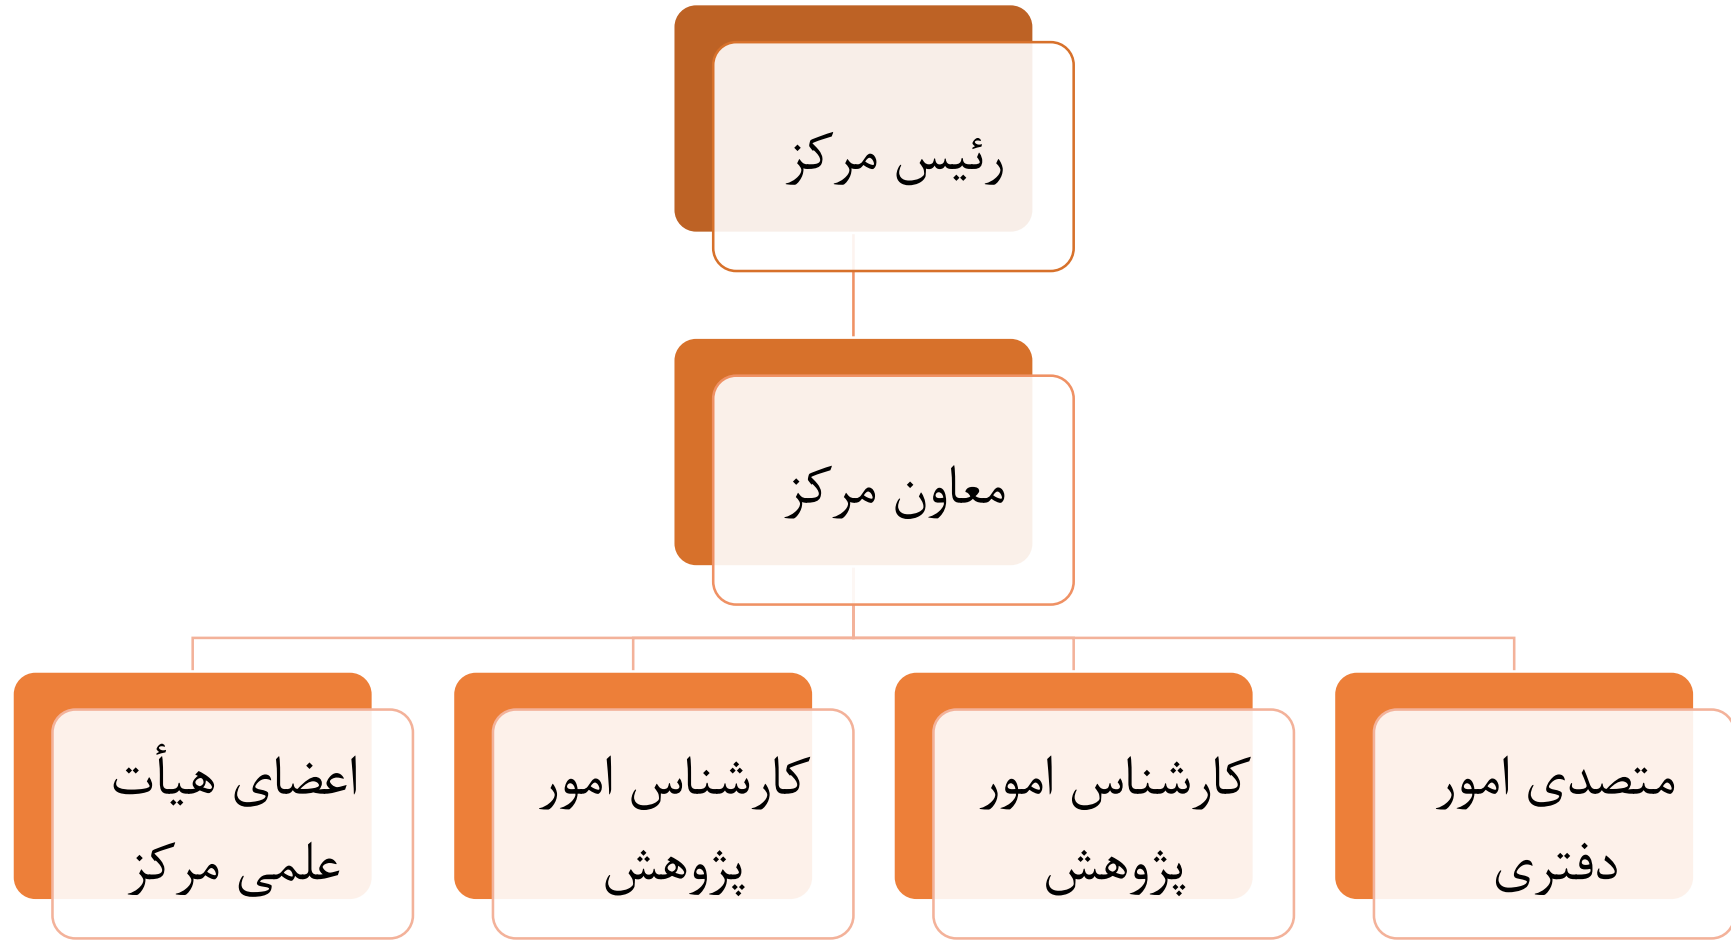 رئیس مرکز
معاون مرکز
متصدی امور
دفتری
کارشناس امور
پژوهش
کارشناس امور
پژوهش
اعضای هیأت
علمی مرکز